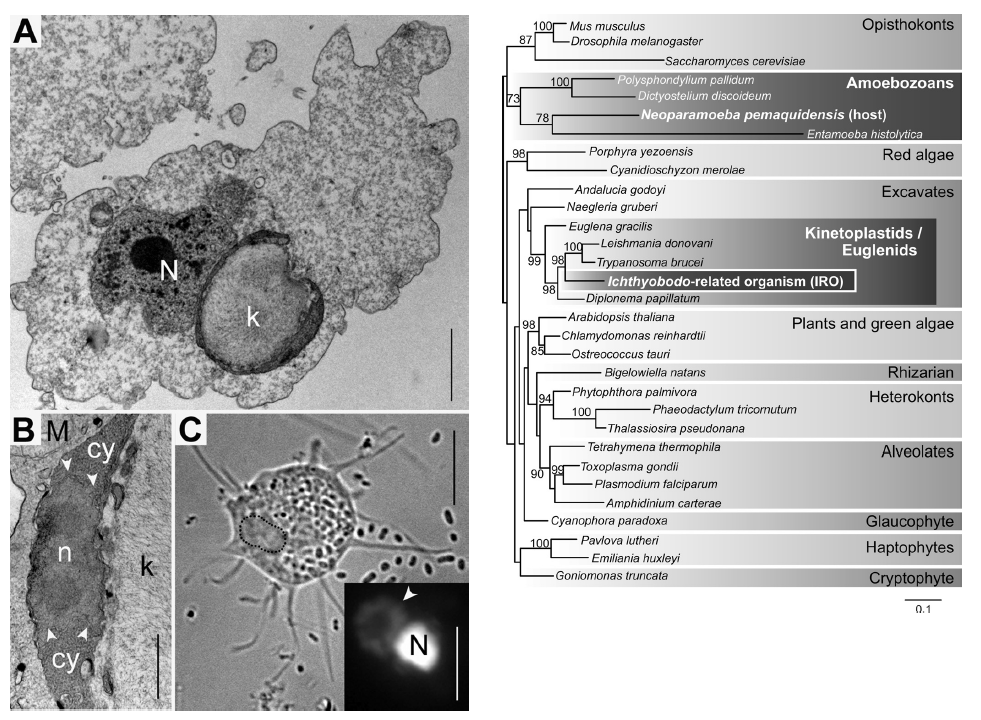 A
N
k
B
M
cy
n
k
cy
C
N
100
Mus musculus
Opisthokonts
87
Drosophila melanogaster
Saccharomyces cerevisiae
Polysphondylium pallidum
Amoebozoans
100
Dictyostelium discoideum
73
78
Neoparamoeba pemaquidensis (host)
Entamoeba histolytica
98
Porphyra yezoensis
Red algae
Cyanidioschyzon merolae
Andalucia godoyi
Excavates
Naegleria gruberi
Euglena gracilis
Kinetoplastids /
Euglenids
100
Leishmania donovani
99
98
Trypanosoma brucei
98
Ichthyobodo-related organism (IRO)
Diplonema papillatum
98
Arabidopsis thaliana
Plants and green algae
Chlamydomonas reinhardtii
85
Ostreococcus tauri
Bigelowiella natans
Rhizarian
94
Phytophthora palmivora
Heterokonts
100
Phaeodactylum tricornutum
Thalassiosira pseudonana
Tetrahymena thermophila
Alveolates
90
99
Toxoplasma gondii
Plasmodium falciparum
Amphidinium carterae
Cyanophora paradoxa
Glaucophyte
100
Pavlova lutheri
Haptophytes
Emiliania huxleyi
Goniomonas truncata
Cryptophyte
0.1